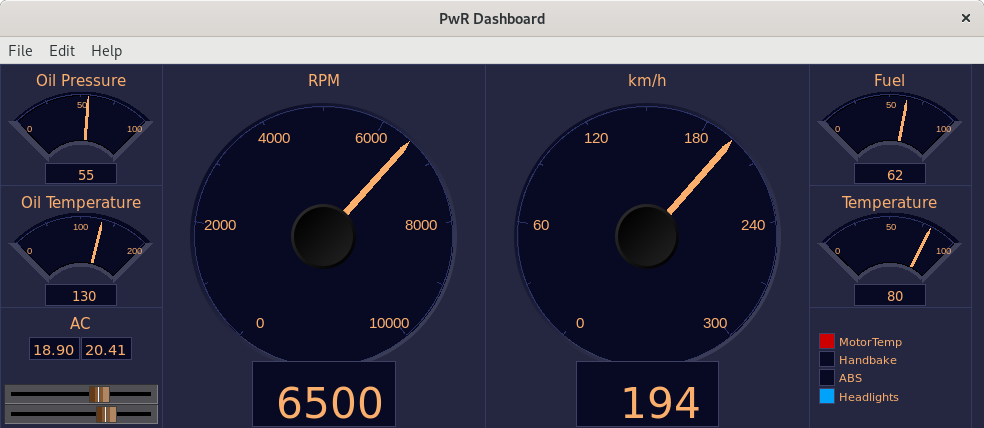 PwR Dashboard
×
File Edit Help
Oil Pressure
0 50 100
55
Oil Temperature
0 100 200
130
AC
18.90 20.41
RPM
0 2000 4000 6000 8000 10000
6500
km/h
0 60 120 180 240 300
194
Fuel
0 50 100
62
Temperature
0 50 100
80
MotorTemp
Handbake
ABS
Headlights